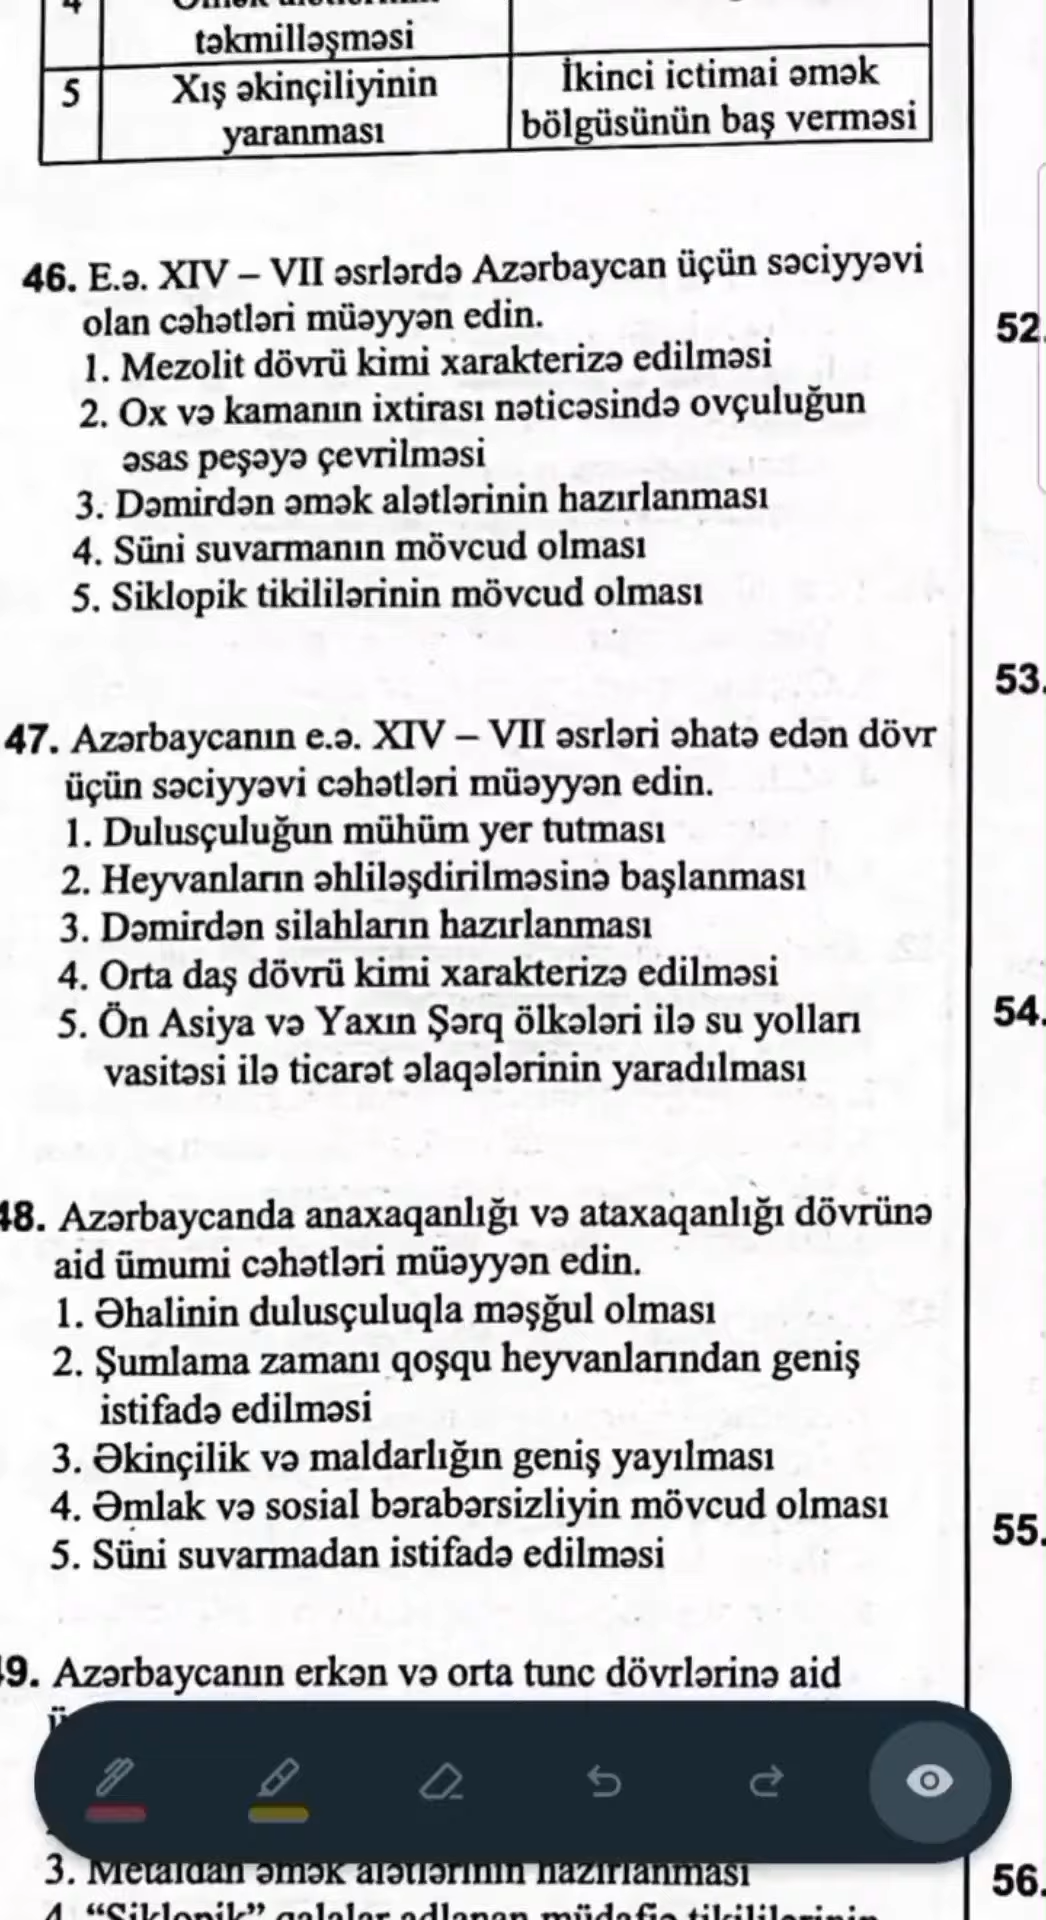 təkmilləşməsi
5
Xış əkinçiliyinin
yaranması
İkinci ictimai əmək
bölgüsünün baş verməsi
46. E.ə. XIV – VII əsrlərdə Azərbaycan üçün səciyyəvi
olan cəhətləri müəyyən edin.
1. Mezolit dövrü kimi xarakterizə edilməsi
2. Ox və kamanın ixtirası nəticəsində ovçuluğun
əsas peşəyə çevrilməsi
3. Dəmirdən əmək alətlərinin hazırlanması
4. Süni suvarmanın mövcud olması
5. Siklopik tikililərinin mövcud olması
47. Azərbaycanın e.ə. XIV – VII əsrləri əhatə edən dövr
üçün səciyyəvi cəhətləri müəyyən edin.
1. Dulusçuluğun mühüm yer tutması
2. Heyvanların əhliləşdirilməsinə başlanması
3. Dəmirdən silahların hazırlanması
4. Orta daş dövrü kimi xarakterizə edilməsi
5. Ön Asiya və Yaxın Şərq ölkələri ilə su yolları
vasitəsi ilə ticarət əlaqələrinin yaradılması
48. Azərbaycanda anaxaqanlığı və ataxaqanlığı dövrünə
aid ümumi cəhətləri müəyyən edin.
1. Əhalinin dulusçuluqla məşğul olması
2. Şumlama zamanı qoşqu heyvanlarından geniş
istifadə edilməsi
3. Əkinçilik və maldarlığın geniş yayılması
4. Əmlak və sosial bərabərsizliyin mövcud olması
5. Süni suvarmadan istifadə edilməsi
49. Azərbaycanın erkən və orta tunc dövrlərinə aid
3. Metaldan əmək alətlərinin hazırlanması
4. “Siklopik” qalalar adlanan müdafiə tikililərinin
52.
53.
54.
55.
56.